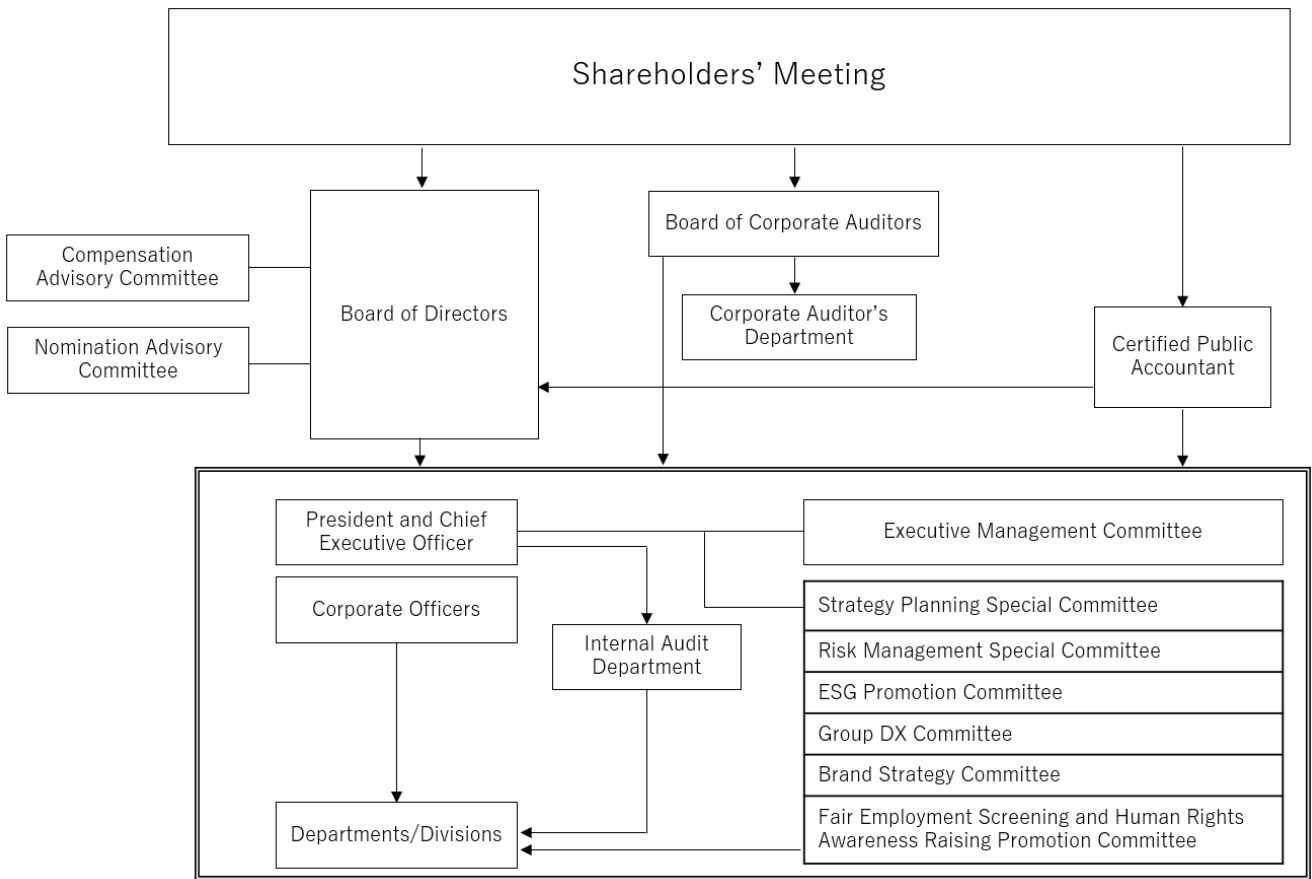 Shareholders’ Meeting
Board of Corporate Auditors
Compensation
Advisory Committee
Board of Directors
Corporate Auditor’s
Department
Nomination Advisory
Committee
Certified Public
Accountant
President and Chief
Executive Officer
Executive Management Committee
Corporate Officers
Strategy Planning Special Committee
Internal Audit
Department
Risk Management Special Committee
ESG Promotion Committee
Group DX Committee
Brand Strategy Committee
Departments/Divisions
Fair Employment Screening and Human Rights
Awareness Raising Promotion Committee